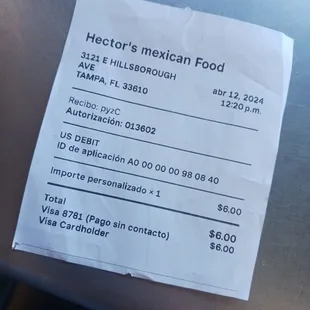 Hector's mexican Food
3121 E HILLSBOROUGH
AVE
TAMPA, FL 33610
abr 12, 2024
12:20 p.m.
Recibo: pyzC
Autorización: 013602
US DEBIT
ID de aplicación A0 00 00 00 98 08 40
Importe personalizado × 1 $6.00
Total $6.00
Visa 8781 (Pago sin contacto) $6.00
Visa Cardholder